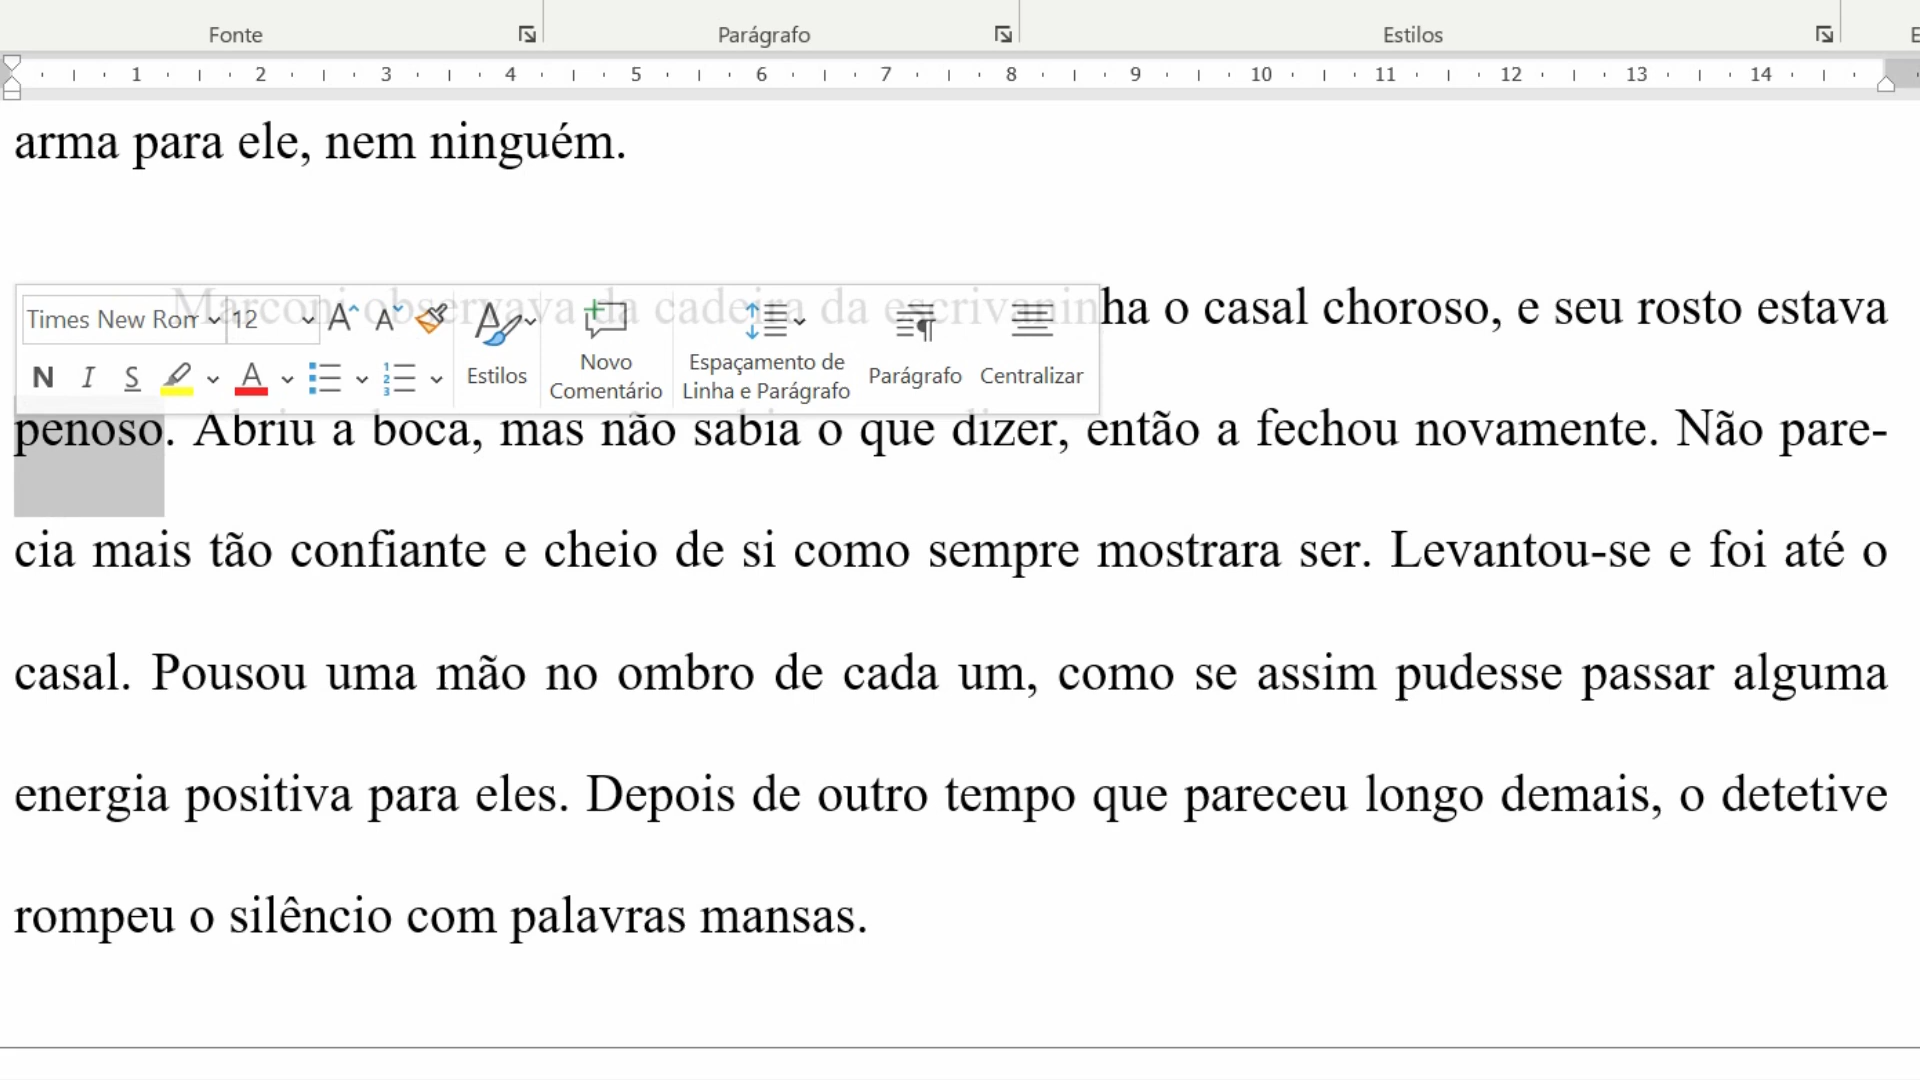 Fonte Parágrafo Estilos E
1 2 3 4 5 6 7 8 9 10 11 12 13 14
arma para ele, nem ninguém.
Marconi observava da cadeira da escrivaninha o casal choroso, e seu rosto estava
Times New Ron 12
Estilos Novo Comentário Espaçamento de Linha e Parágrafo Parágrafo Centralizar
N I S A
penoso. Abriu a boca, mas não sabia o que dizer, então a fechou novamente. Não pare-
cia mais tão confiante e cheio de si como sempre mostrara ser. Levantou-se e foi até o
casal. Pousou uma mão no ombro de cada um, como se assim pudesse passar alguma
energia positiva para eles. Depois de outro tempo que pareceu longo demais, o detetive
rompeu o silêncio com palavras mansas.